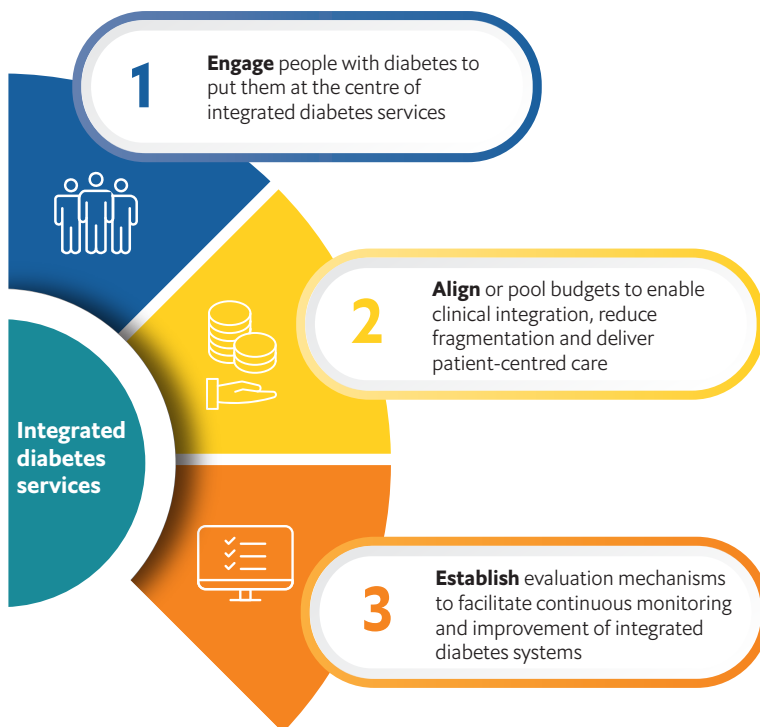 1
Engage people with diabetes to
put them at the centre of
integrated diabetes services
2
Align or pool budgets to enable
clinical integration, reduce
fragmentation and deliver
patient-centred care
Integrated
diabetes
services
3
Establish evaluation mechanisms
to facilitate continuous monitoring
and improvement of integrated
diabetes systems